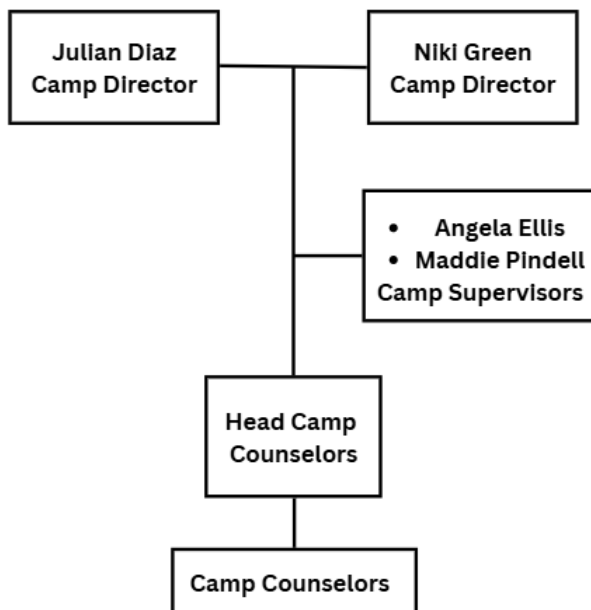 Julian Diaz
Camp Director
Niki Green
Camp Director
• Angela Ellis
• Maddie Pindell
Camp Supervisors
Head Camp
Counselors
Camp Counselors